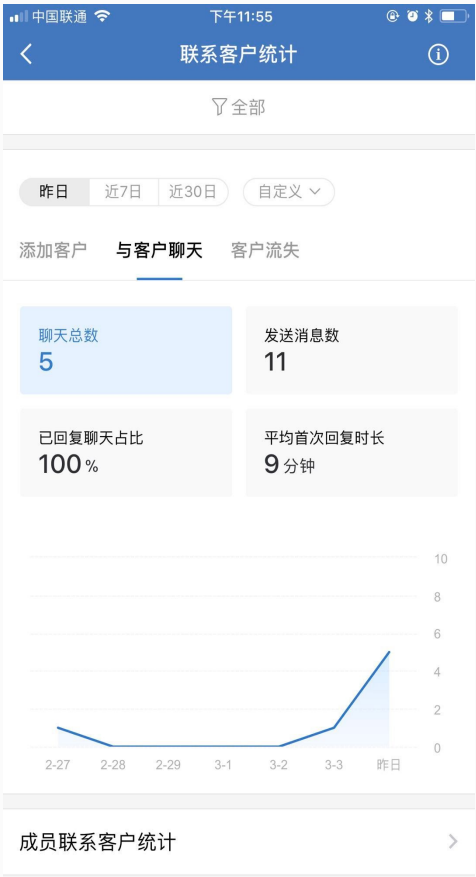 中国联通 下午11:55
联系客户统计
全部
昨日 近7日 近30日 自定义
添加客户 与客户聊天 客户流失
聊天总数 发送消息数
5 11
已回复聊天占比 平均首次回复时长
100% 9分钟
10
8
6
4
2
0
2-27 2-28 2-29 3-1 3-2 3-3 昨日
成员联系客户统计